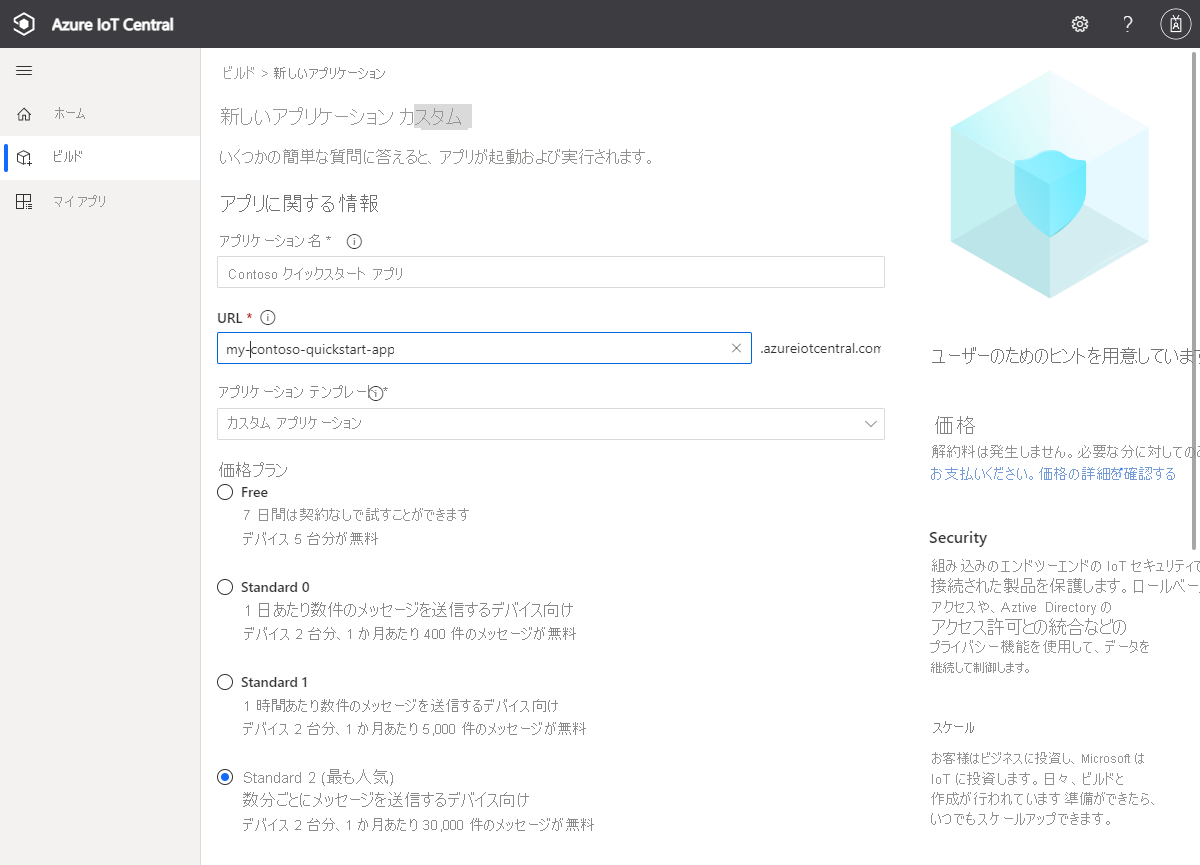 Azure IoT Central
?
ホーム
ビルド
マイ アプリ
ビルド > 新しいアプリケーション
新しいアプリケーション カスタム
いくつかの簡単な質問に答えると、アプリが起動および実行されます。
アプリに関する情報
アプリケーション名 *
Contoso クイックスタート アプリ
URL *
my-contoso-quickstart-app
.azureiotcentral.com
アプリケーション テンプレート *
カスタム アプリケーション
価格プラン
Free
7 日間は契約なしで試すことができます
デバイス 5 台分が無料
Standard 0
1 日あたり数件のメッセージを送信するデバイス向け
デバイス 2 台分、1 か月あたり 400 件のメッセージが無料
Standard 1
1 時間あたり数件のメッセージを送信するデバイス向け
デバイス 2 台分、1 か月あたり 5,000 件のメッセージが無料
Standard 2 (最も人気)
数分ごとにメッセージを送信するデバイス向け
デバイス 2 台分、1 か月あたり 30,000 件のメッセージが無料
ユーザーのためのヒントを用意しています
価格
解約料は発生しません。必要な分に対しての
お支払いください。価格の詳細を確認する
Security
組み込みのエンドツーエンドの IoT セキュリティで
接続された製品を保護します。ロールベー
アクセスや、Aztive Directory の
アクセス許可との統合などの
プライバシー機能を使用して、データを
継続して制御します。
スケール
お客様はビジネスに投資し、Microsoft は
IoT に投資します。日々、ビルドと
作成が行われています 準備ができたら、
いつでもスケールアップできます。